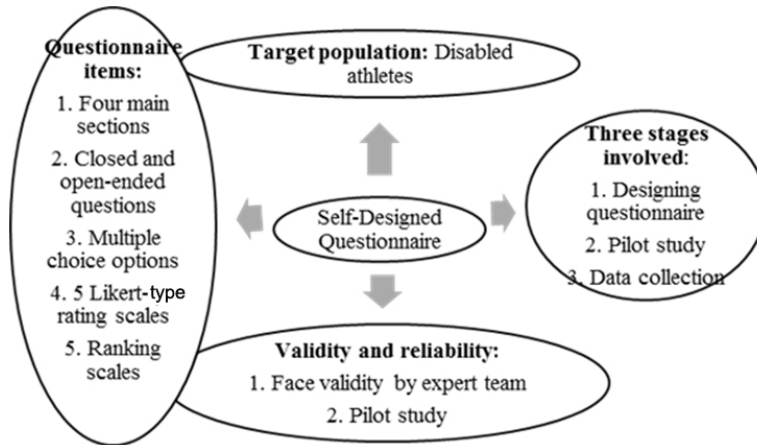 Questionnaire
items:
1. Four main
sections
2. Closed and
open-ended
questions
3. Multiple
choice options
4. 5 Likert-type
rating scales
5. Ranking
scales
Target population: Disabled
athletes
Self-Designed
Questionnaire
Three stages
involved:
1. Designing
questionnaire
2. Pilot study
3. Data collection
Validity and reliability:
1. Face validity by expert team
2. Pilot study